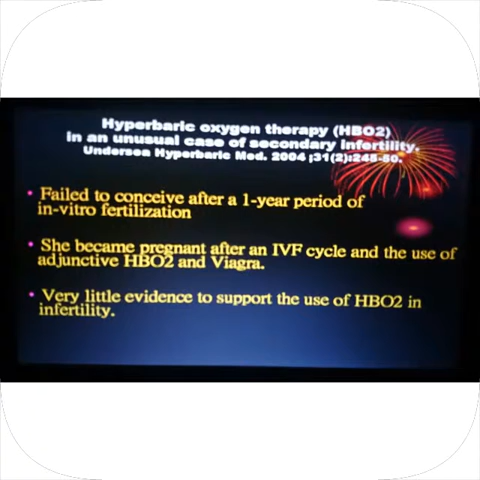 Hyperbaric oxygen therapy (HBO2)
in an unusual case of secondary infertility.
Undersea Hyperbaric Med. 2004 ;31(2):245-50.
• Failed to conceive after a 1-year period of
in-vitro fertilization
• She became pregnant after an IVF cycle and the use of
adjunctive HBO2 and Viagra.
• Very little evidence to support the use of HBO2 in
infertility.